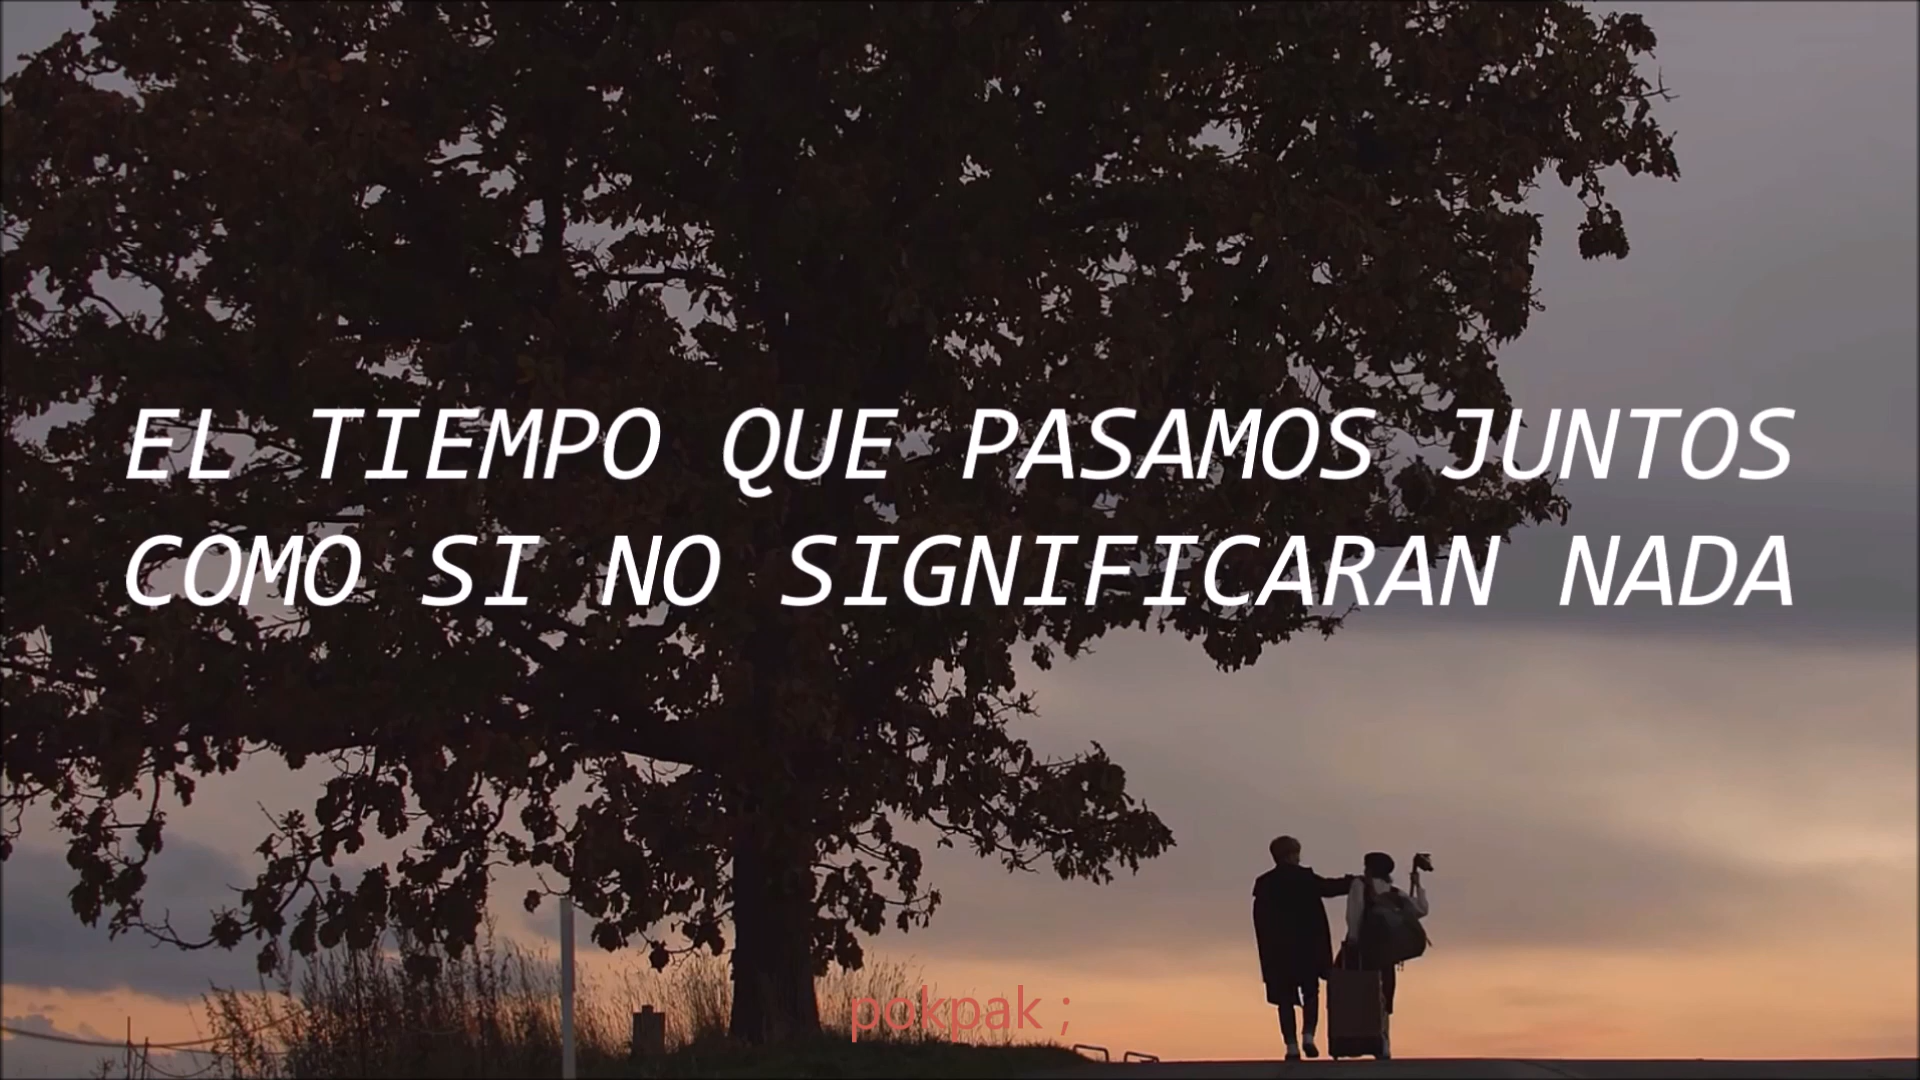 EL TIEMPO QUE PASAMOS JUNTOS
COMO SI NO SIGNIFICARAN NADA
pokpak ;